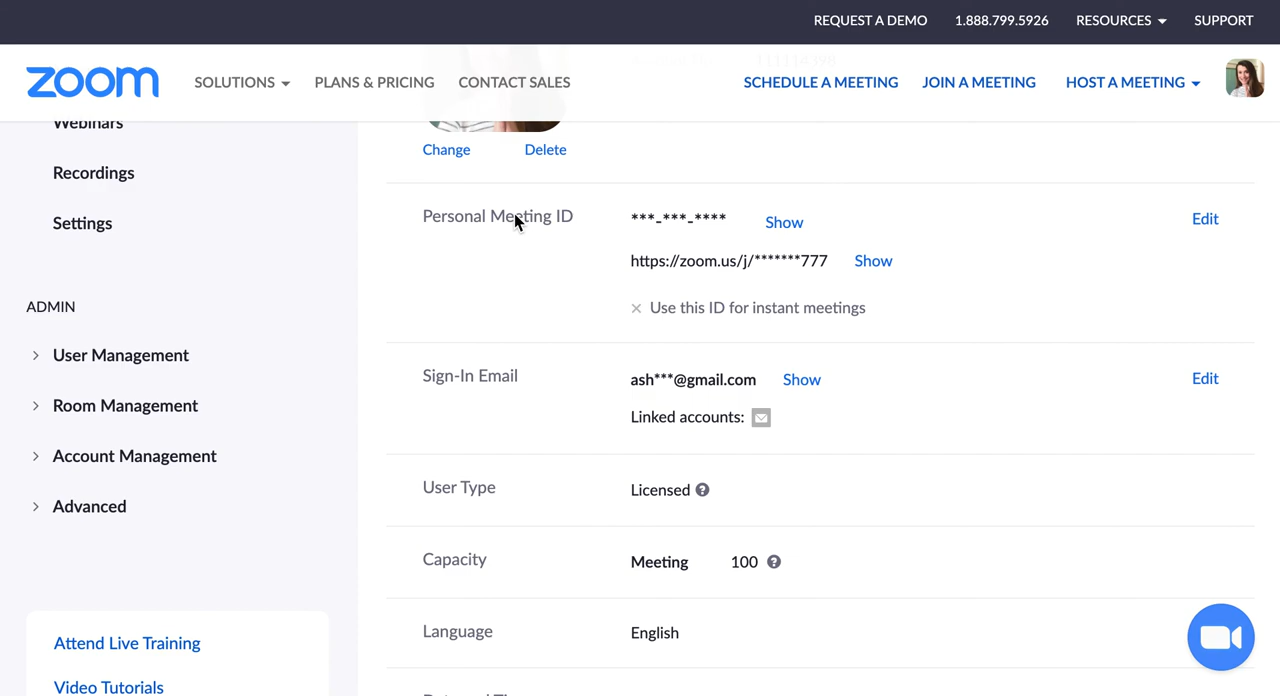 REQUEST A DEMO 1.888.799.5926 RESOURCES SUPPORT
zoom SOLUTIONS PLANS & PRICING CONTACT SALES SCHEDULE A MEETING JOIN A MEETING HOST A MEETING
Webinars
Change Delete
Recordings
Personal Meeting ID ***-***-**** Show Edit
Settings
https://zoom.us/j/*******777 Show
× Use this ID for instant meetings
ADMIN
User Management
Sign-In Email ash***@gmail.com Show Edit
Room Management
Linked accounts:
Account Management
User Type Licensed ?
Advanced
Capacity Meeting 100 ?
Language English
Attend Live Training
Video Tutorials